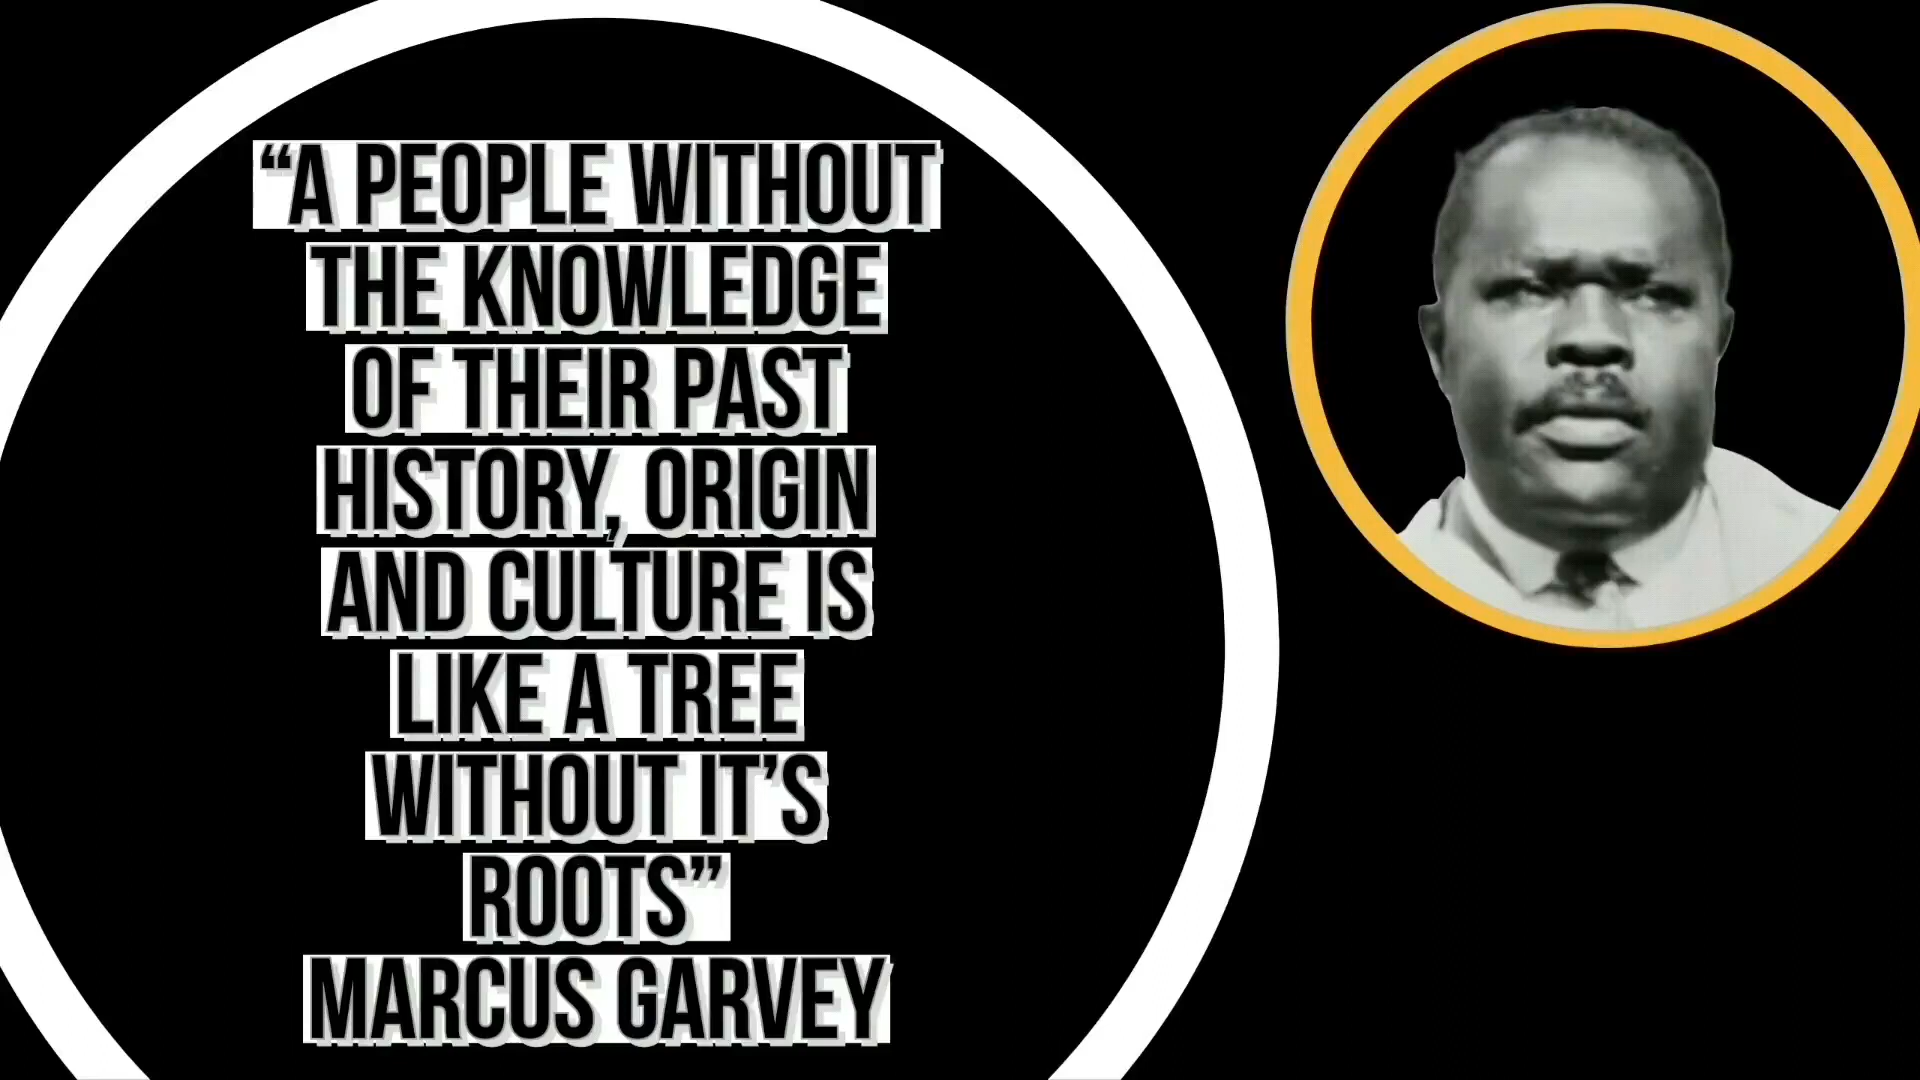 “A PEOPLE WITHOUT
THE KNOWLEDGE
OF THEIR PAST
HISTORY, ORIGIN
AND CULTURE IS
LIKE A TREE
WITHOUT IT’S
ROOTS”
MARCUS GARVEY